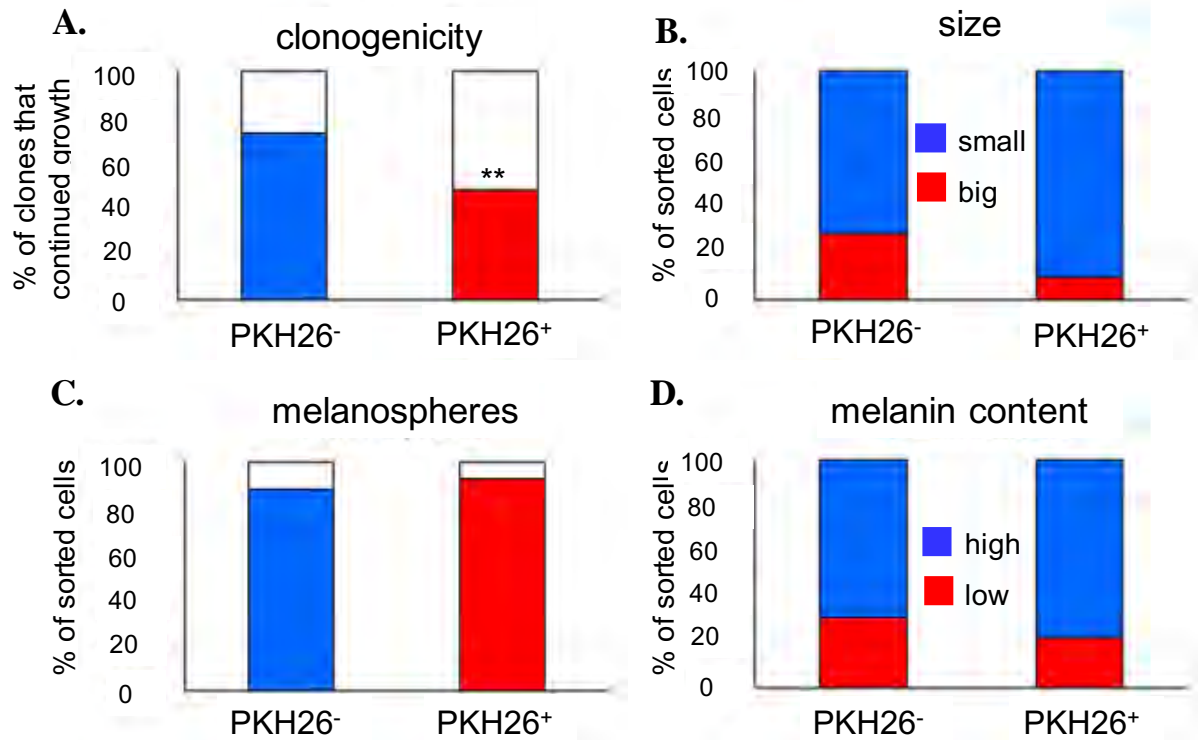 A.
clonogenicity
% of clones that
continued growth
100
80
60
40
20
0
**
PKH26-
PKH26+
B.
size
% of sorted cells
100
80
60
40
20
0
small
big
PKH26-
PKH26+
C.
melanospheres
% of sorted cells
100
80
60
40
20
0
PKH26-
PKH26+
D.
melanin content
% of sorted cells
100
80
60
40
20
0
high
low
PKH26-
PKH26+